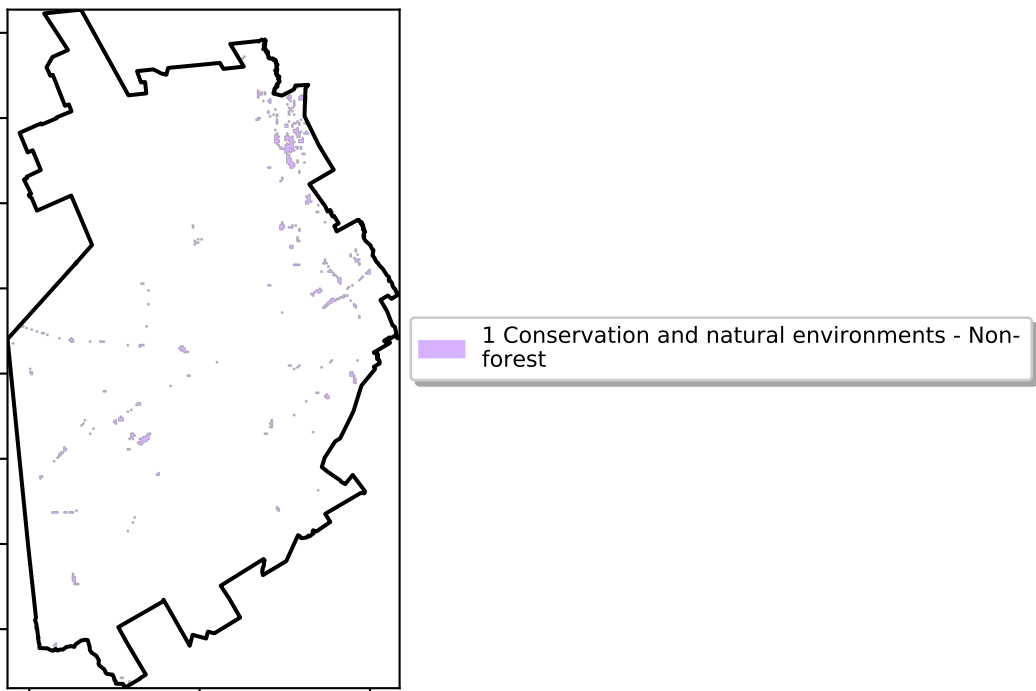 1 Conservation and natural environments - Non-
forest